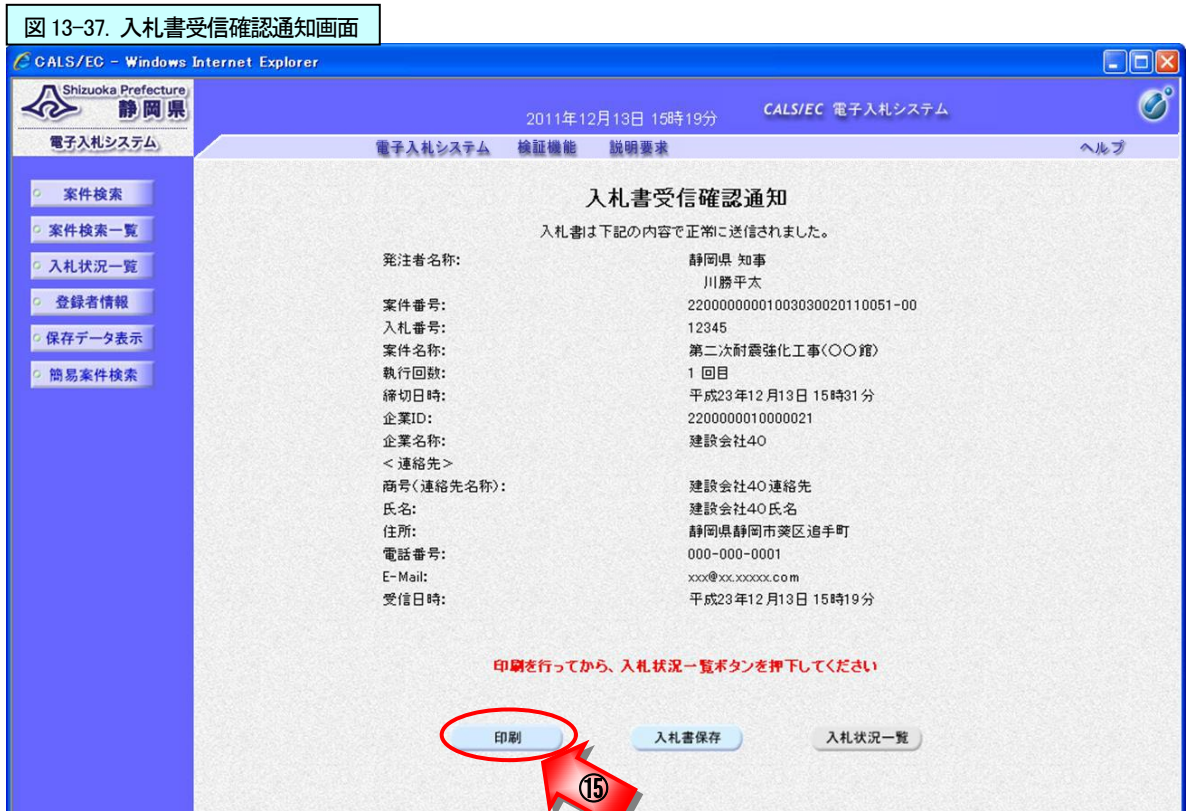 図 13-37. 入札書受信確認通知画面
CALS/EC - Windows Internet Explorer
Shizuoka Prefecture
静岡県
電子入札システム
2011年12月13日 15時19分
CALS/EC 電子入札システム
電子入札システム 検証機能 説明要求 ヘルプ
案件検索
案件検索一覧
入札状況一覧
登録者情報
保存データ表示
簡易案件検索
入札書受信確認通知
入札書は下記の内容で正常に送信されました。
発注者名称: 静岡県 知事
川勝平太
案件番号: 22000000001003030020110051-00
入札番号: 12345
案件名称: 第二次耐震強化工事(〇〇館)
執行回数: 1 回目
締切日時: 平成23年12月13日 15時31分
企業ID: 2200000010000021
企業名称: 建設会社40
<連絡先>
商号(連絡先名称): 建設会社40連絡先
氏名: 建設会社40氏名
住所: 静岡県静岡市葵区追手町
電話番号: 000-000-0001
E-Mail: xxx@xx.xxxxx.com
受信日時: 平成23年12月13日 15時19分
印刷を行ってから、入札状況一覧ボタンを押下してください
印刷 入札書保存 入札状況一覧
⑮